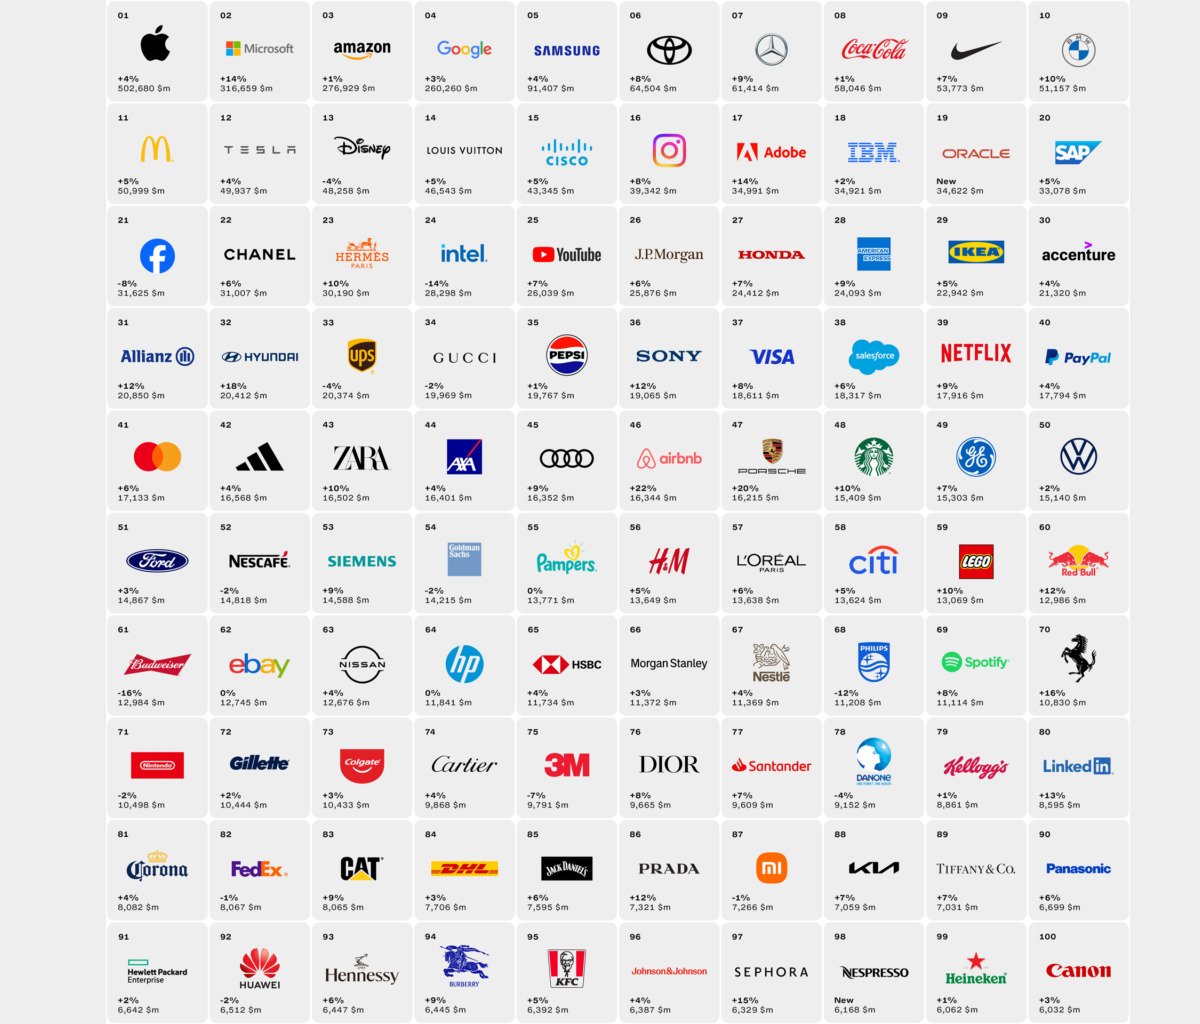 01
+4%
502,680 $m
02
Microsoft
+14%
316,659 $m
03
amazon
+1%
276,929 $m
04
Google
+3%
260,260 $m
05
SAMSUNG
+4%
91,407 $m
06
+8%
64,504 $m
07
+9%
61,414 $m
08
Coca-Cola
+1%
58,046 $m
09
+7%
53,773 $m
10
BMW
+10%
51,157 $m
11
+5%
50,999 $m
12
TESLA
+4%
49,937 $m
13
Disney
-4%
48,258 $m
14
LOUIS VUITTON
+5%
46,543 $m
15
CISCO
+5%
43,345 $m
16
+8%
39,342 $m
17
Adobe
+14%
34,991 $m
18
IBM
+2%
34,921 $m
19
ORACLE
New
34,622 $m
20
SAP
+5%
33,078 $m
21
-8%
31,625 $m
22
CHANEL
+6%
31,007 $m
23
HERMÈS
PARIS
+10%
30,190 $m
24
intel
-14%
28,298 $m
25
YouTube
+7%
26,039 $m
26
J.P.Morgan
+6%
25,876 $m
27
HONDA
+7%
24,412 $m
28
AMERICAN
EXPRESS
+9%
24,093 $m
29
IKEA
+5%
22,942 $m
30
accenture
+4%
21,320 $m
31
Allianz
+12%
20,850 $m
32
HYUNDAI
+18%
20,412 $m
33
ups
-4%
20,374 $m
34
GUCCI
-2%
19,969 $m
35
PEPSI
+1%
19,767 $m
36
SONY
+12%
19,065 $m
37
VISA
+8%
18,611 $m
38
salesforce
+6%
18,317 $m
39
NETFLIX
+9%
17,916 $m
40
PayPal
+4%
17,794 $m
41
+6%
17,133 $m
42
+4%
16,568 $m
43
ZARA
+10%
16,502 $m
44
AXA
+4%
16,401 $m
45
+9%
16,352 $m
46
airbnb
+22%
16,344 $m
47
PORSCHE
+20%
16,215 $m
48
+10%
15,409 $m
49
GE
+7%
15,303 $m
50
+2%
15,140 $m
51
Ford
+3%
14,867 $m
52
NESCAFÉ
-2%
14,818 $m
53
SIEMENS
+9%
14,588 $m
54
Goldman
Sachs
-2%
14,215 $m
55
Pampers
0%
13,771 $m
56
H&M
+5%
13,649 $m
57
L'ORÉAL
PARIS
+6%
13,638 $m
58
citi
+5%
13,624 $m
59
LEGO
+10%
13,069 $m
60
Red Bull
+12%
12,986 $m
61
Budweiser
-16%
12,984 $m
62
ebay
0%
12,745 $m
63
NISSAN
+4%
12,676 $m
64
hp
0%
11,841 $m
65
HSBC
+4%
11,734 $m
66
Morgan Stanley
+3%
11,372 $m
67
Nestlé
+4%
11,369 $m
68
PHILIPS
-12%
11,208 $m
69
Spotify
+8%
11,114 $m
70
+16%
10,830 $m
71
Nintendo
-2%
10,498 $m
72
Gillette
+2%
10,444 $m
73
Colgate
+3%
10,433 $m
74
Cartier
+4%
9,868 $m
75
3M
-7%
9,791 $m
76
DIOR
+8%
9,665 $m
77
Santander
+7%
9,609 $m
78
DANONE
-4%
9,152 $m
79
Kellogg's
+1%
8,861 $m
80
LinkedIn
+13%
8,595 $m
81
Corona
+4%
8,082 $m
82
FedEx
-1%
8,067 $m
83
CAT
+9%
8,065 $m
84
DHL
+3%
7,706 $m
85
JACK DANIEL'S
+6%
7,595 $m
86
PRADA
+12%
7,321 $m
87
mi
-1%
7,266 $m
88
KIA
+7%
7,059 $m
89
TIFFANY & CO.
+7%
7,031 $m
90
Panasonic
+6%
6,699 $m
91
Hewlett Packard
Enterprise
+2%
6,642 $m
92
HUAWEI
-2%
6,512 $m
93
Hennessy
+6%
6,447 $m
94
BURBERRY
+9%
6,445 $m
95
KFC
+5%
6,392 $m
96
Johnson & Johnson
+4%
6,387 $m
97
SEPHORA
+15%
6,329 $m
98
NESPRESSO
New
6,168 $m
99
Heineken
+1%
6,062 $m
100
Canon
+3%
6,032 $m